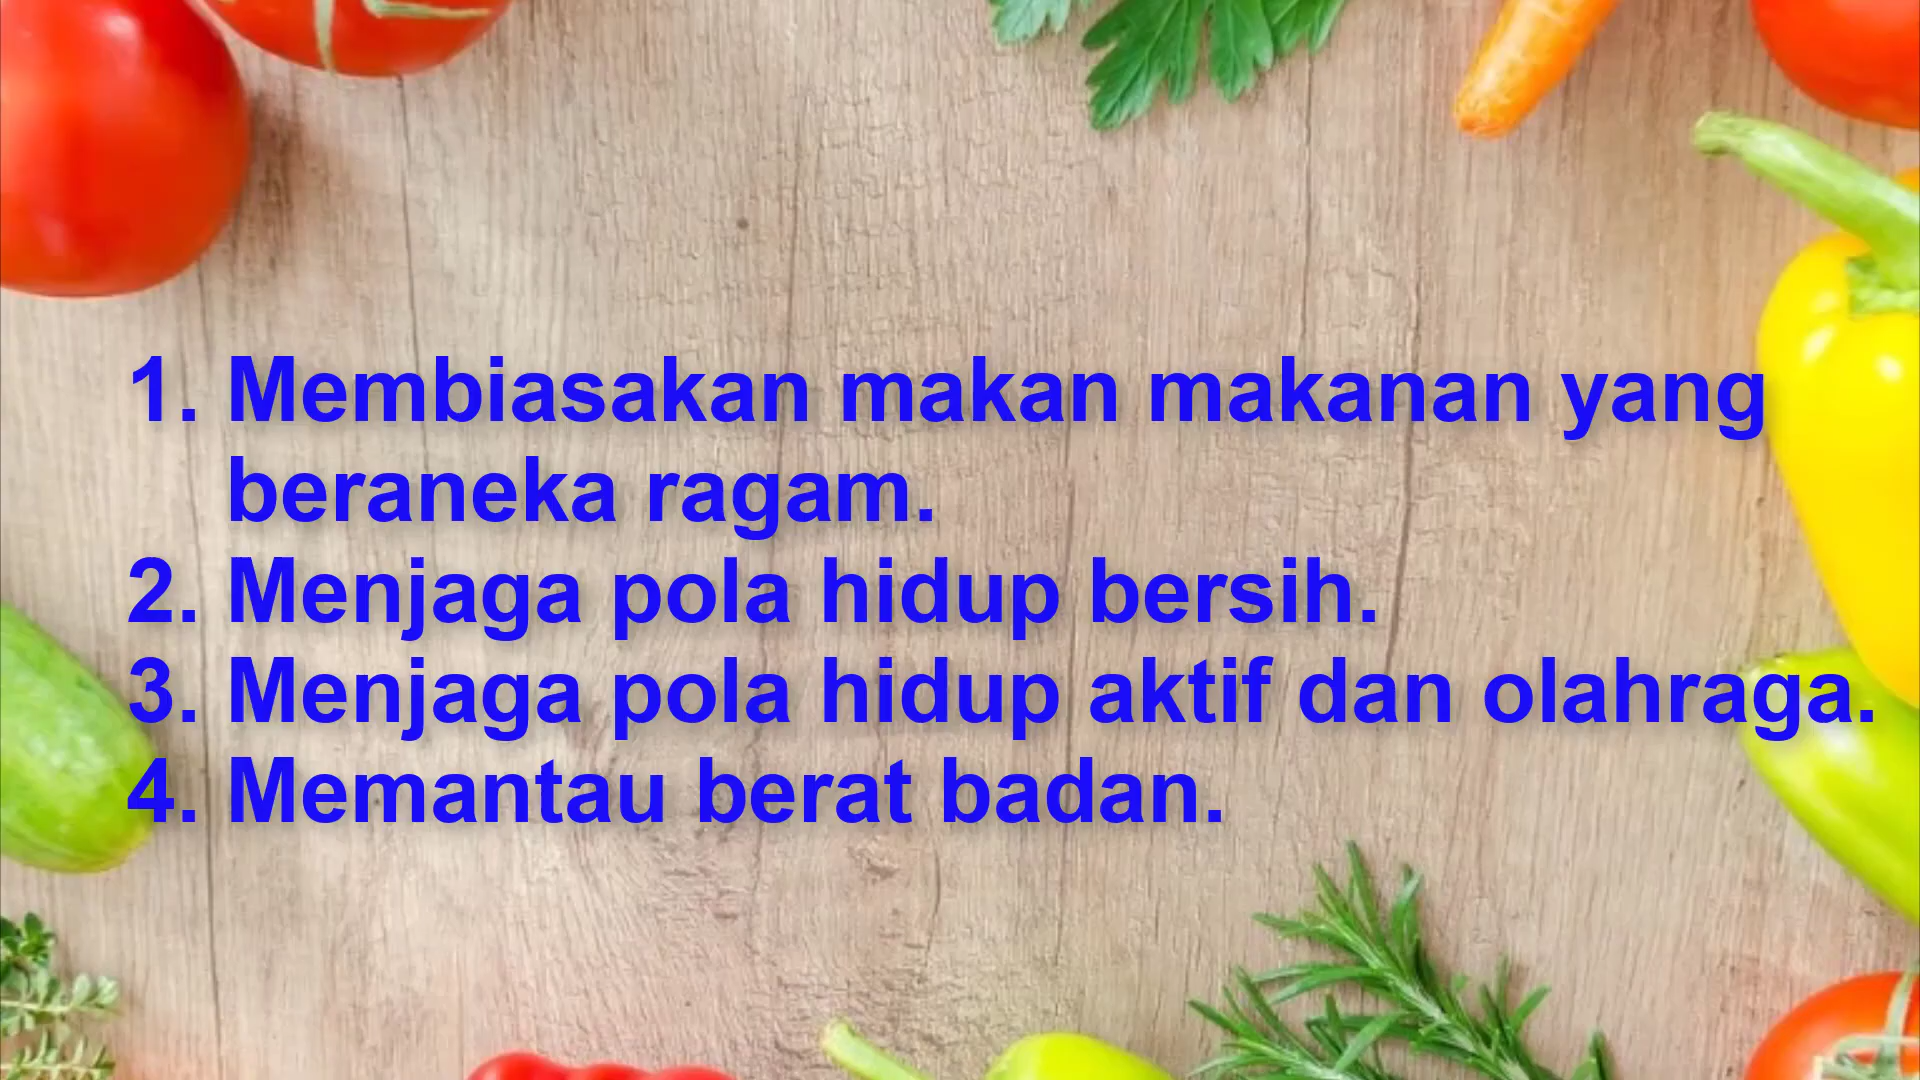 1. Membiasakan makan makanan yang
beraneka ragam.
2. Menjaga pola hidup bersih.
3. Menjaga pola hidup aktif dan olahraga.
4. Memantau berat badan.